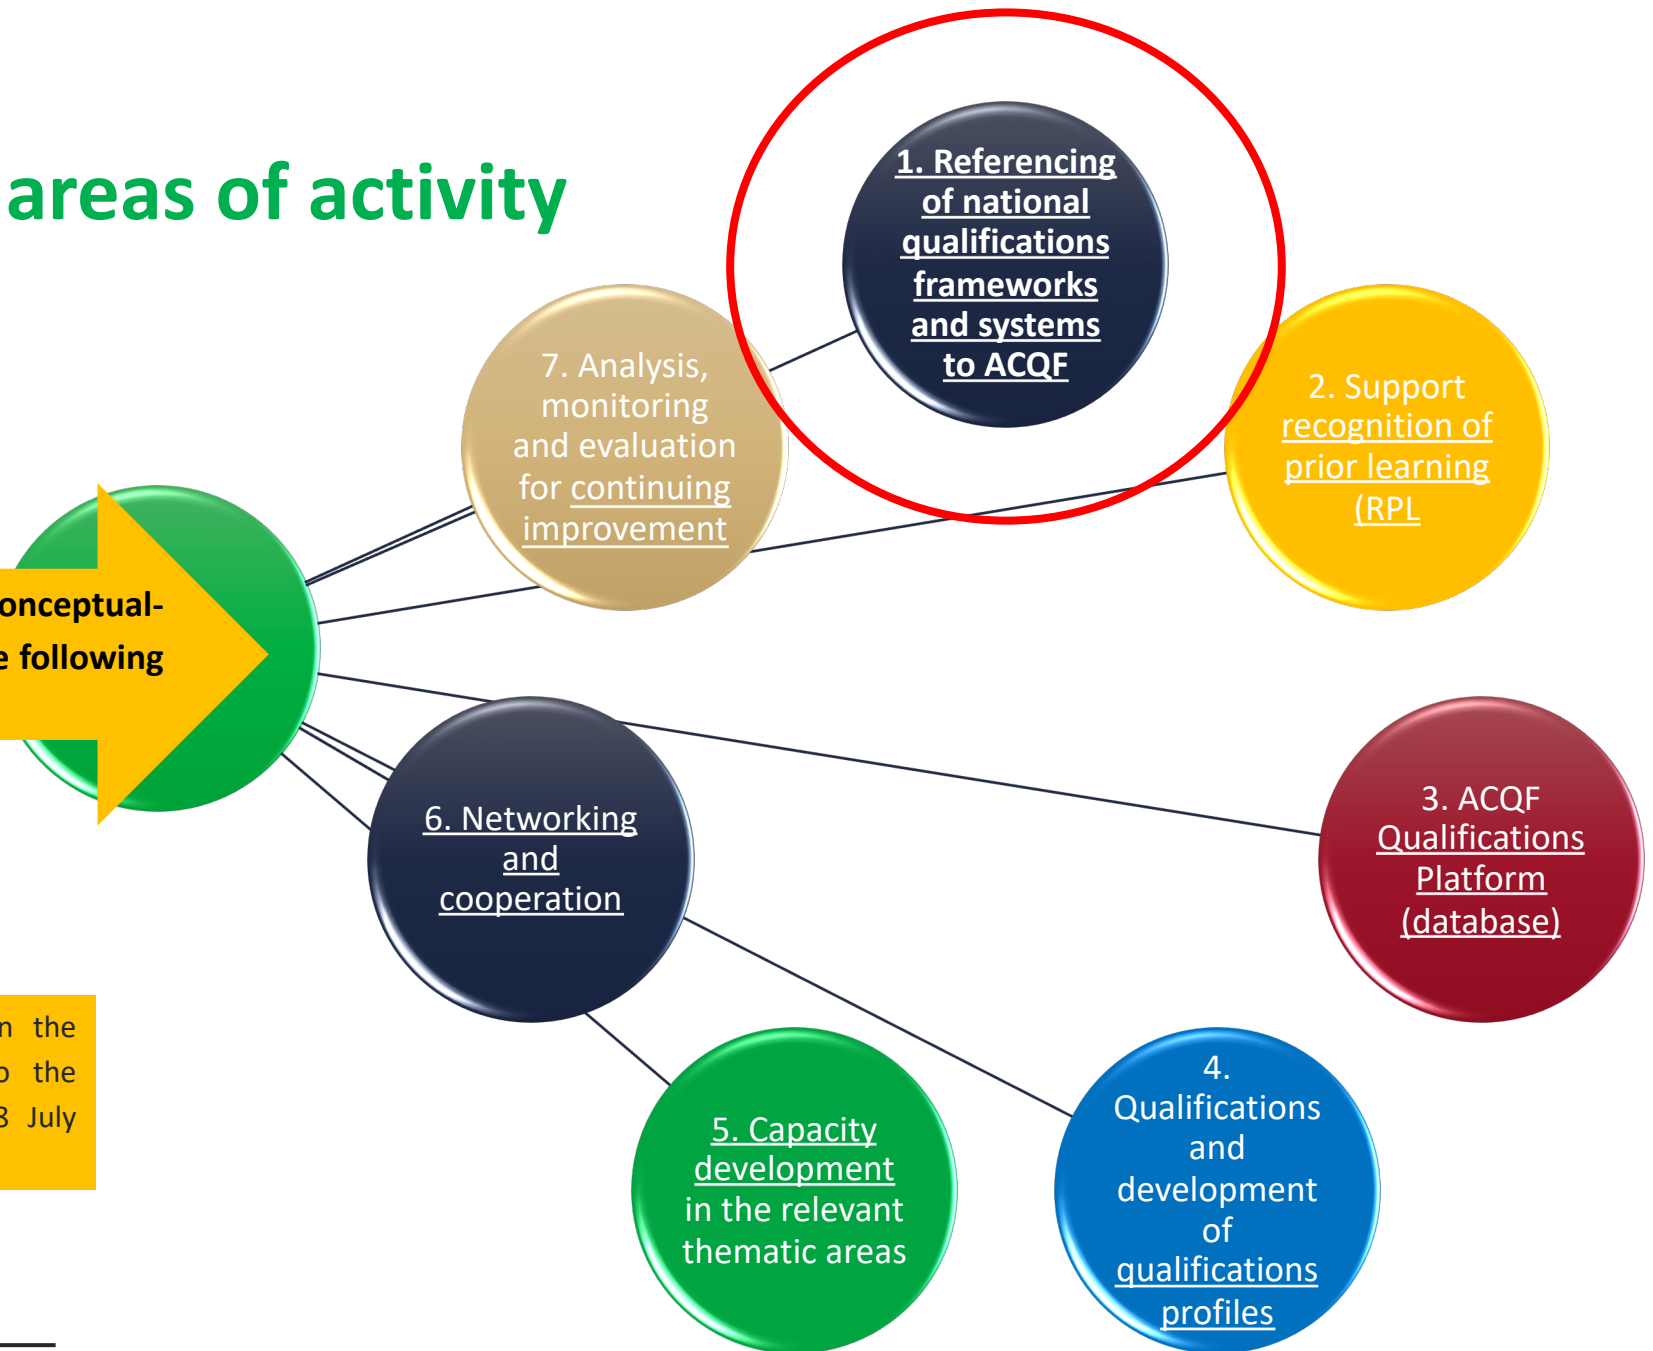 areas of activity
1. Referencing
of national
qualifications
frameworks
and systems
to ACQF
7. Analysis,
monitoring
and evaluation
for continuing
improvement
2. Support
recognition of
prior learning
(RPL
onceptual-
e following
6. Networking
and
cooperation
3. ACQF
Qualifications
Platform
(database)
n the
o the
8 July
5. Capacity
development
in the relevant
thematic areas
4.
Qualifications
and
development
of
qualifications
profiles